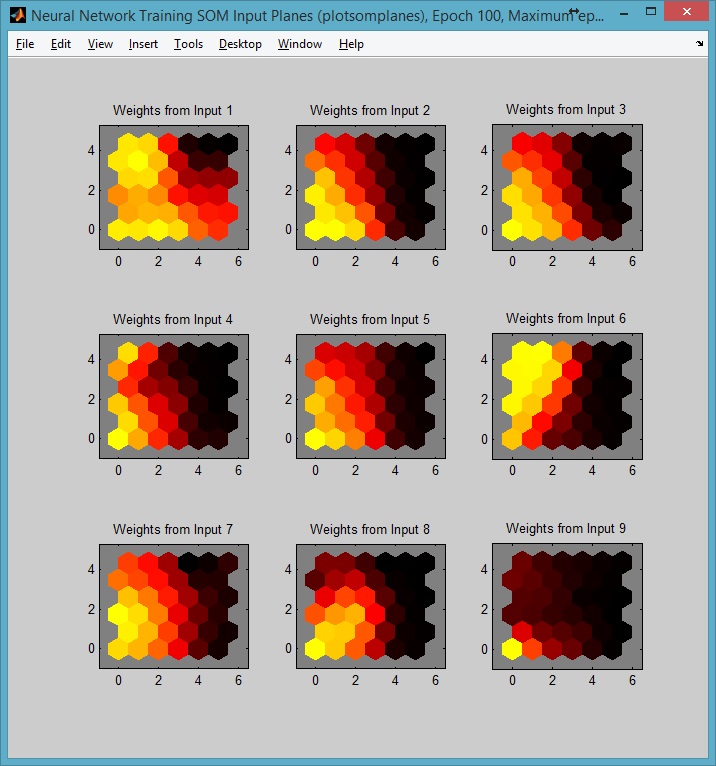 Neural Network Training SOM Input Planes (plotsomplanes), Epoch 100, Maximum ep...
File Edit View Insert Tools Desktop Window Help
Weights from Input 1 Weights from Input 2 Weights from Input 3
4 4 4
2 2 2
0 0 0
0 2 4 6 0 2 4 6 0 2 4 6
Weights from Input 4 Weights from Input 5 Weights from Input 6
4 4 4
2 2 2
0 0 0
0 2 4 6 0 2 4 6 0 2 4 6
Weights from Input 7 Weights from Input 8 Weights from Input 9
4 4 4
2 2 2
0 0 0
0 2 4 6 0 2 4 6 0 2 4 6